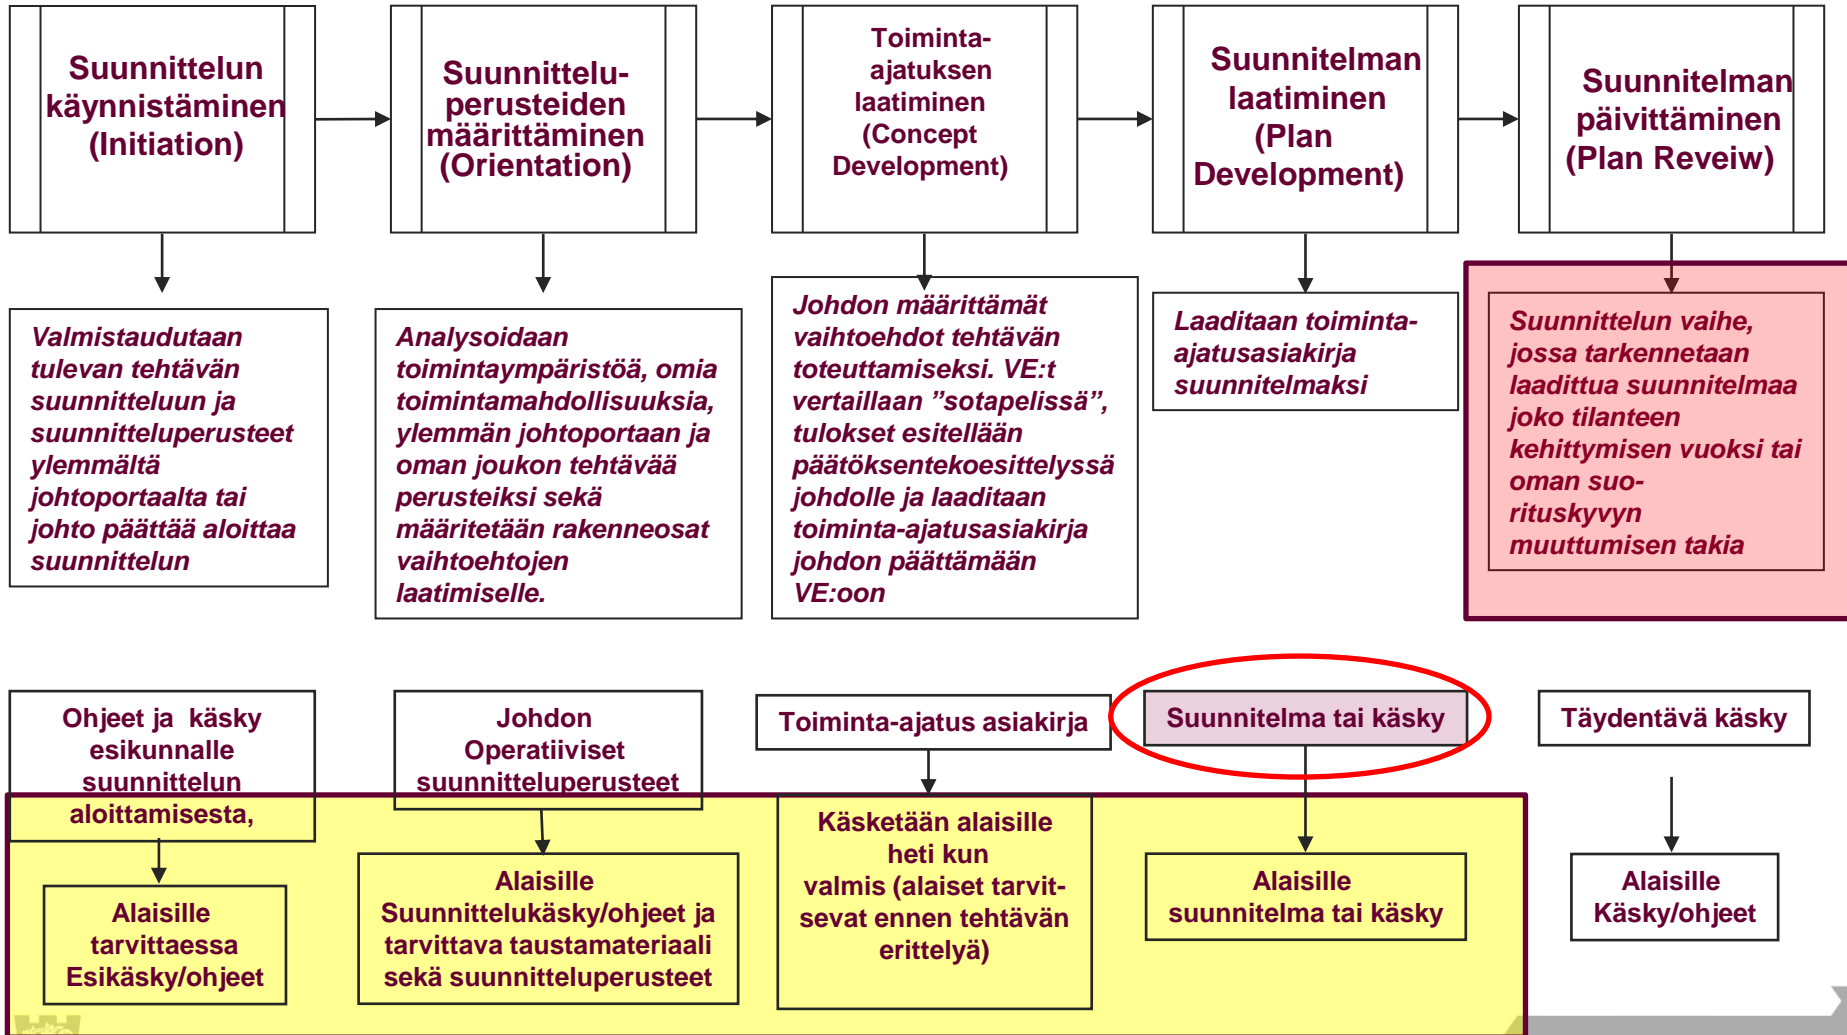 Suunnittelun
käynnistäminen
(Initiation)
Suunnittelu-
perusteiden
määrittäminen
(Orientation)
Toiminta-
ajatuksen
laatiminen
(Concept
Development)
Suunnitelman
laatiminen
(Plan
Development)
Suunnitelman
päivittäminen
(Plan Reveiw)
Valmistaudutaan
tulevan tehtävän
suunnitteluun ja
suunnitteluperusteet
ylemmältä
johtoportaalta tai
johto päättää aloittaa
suunnittelun
Analysoidaan
toimintaympäristöä, omia
toimintamahdollisuuksia,
ylemmän johtoportaan ja
oman joukon tehtävää
perusteiksi sekä
määritetään rakenneosat
vaihtoehtojen
laatimiselle.
Johdon määrittämät
vaihtoehdot tehtävän
toteuttamiseksi. VE:t
vertaillaan ”sotapelissä”,
tulokset esitellään
päätöksentekoesittelyssä
johdolle ja laaditaan
toiminta-ajatusasiakirja
johdon päättämään
VE:oon
Laaditaan toiminta-
ajatusasiakirja
suunnitelmaksi
Suunnittelun vaihe,
jossa tarkennetaan
laadittua suunnitelmaa
joko tilanteen
kehittymisen vuoksi tai
oman suo-
rituskyvyn
muuttumisen takia
Ohjeet ja käsky
esikunnalle
suunnittelun
aloittamisesta,
Johdon
Operatiiviset
suunnitteluperusteet
Toiminta-ajatus asiakirja
Suunnitelma tai käsky
Täydentävä käsky
Alaisille
tarvittaessa
Esikäsky/ohjeet
Alaisille
Suunnittelukäsky/ohjeet ja
tarvittava taustamateriaali
sekä suunnitteluperusteet
Käsketään alaisille
heti kun
valmis (alaiset tarvit-
sevat ennen tehtävän
erittelyä)
Alaisille
suunnitelma tai käsky
Alaisille
Käsky/ohjeet